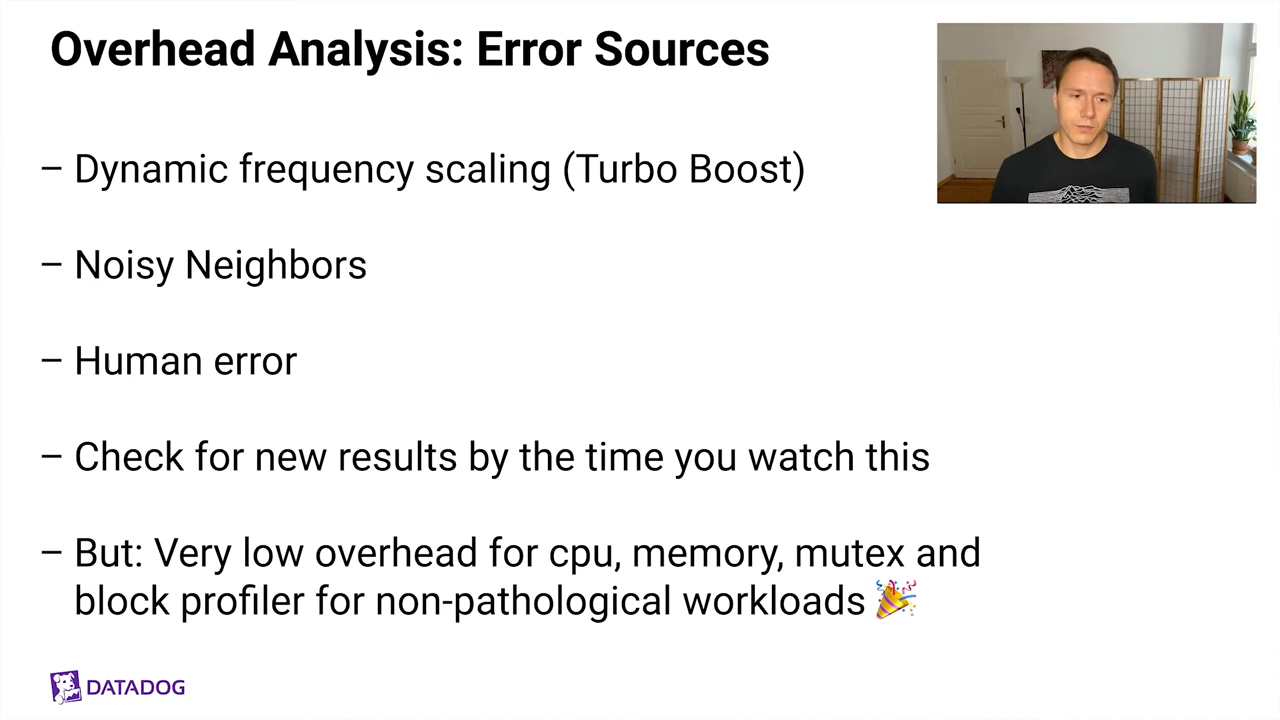 Overhead Analysis: Error Sources
– Dynamic frequency scaling (Turbo Boost)
– Noisy Neighbors
– Human error
– Check for new results by the time you watch this
– But: Very low overhead for cpu, memory, mutex and
block profiler for non-pathological workloads 🎉
DATADOG